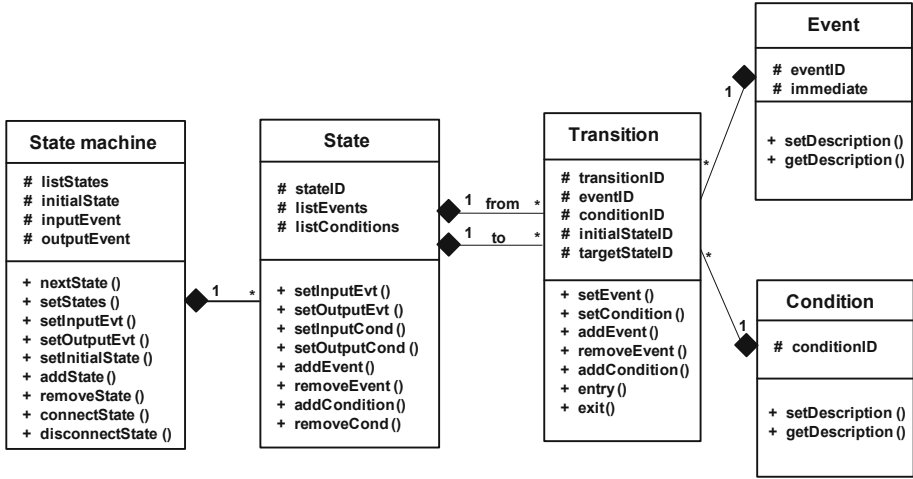 State machine
# listStates
# initialState
# inputEvent
# outputEvent
+ nextState ()
+ setStates ()
+ setInputEvt ()
+ setOutputEvt ()
+ setInitialState ()
+ addState ()
+ removeState ()
+ connectState ()
+ disconnectState ()
1 *
State
# stateID
# listEvents
# listConditions
+ setInputEvt ()
+ setOutputEvt ()
+ setInputCond ()
+ setOutputCond ()
+ addEvent ()
+ removeEvent ()
+ addCondition ()
+ removeCond ()
1 from *
1 to *
Transition
# transitionID
# eventID
# conditionID
# initialStateID
# targetStateID
+ setEvent ()
+ setCondition ()
+ addEvent ()
+ removeEvent ()
+ addCondition ()
+ entry ()
+ exit()
1
*
Event
# eventID
# immediate
+ setDescription ()
+ getDescription ()
*
1
Condition
# conditionID
+ setDescription ()
+ getDescription ()